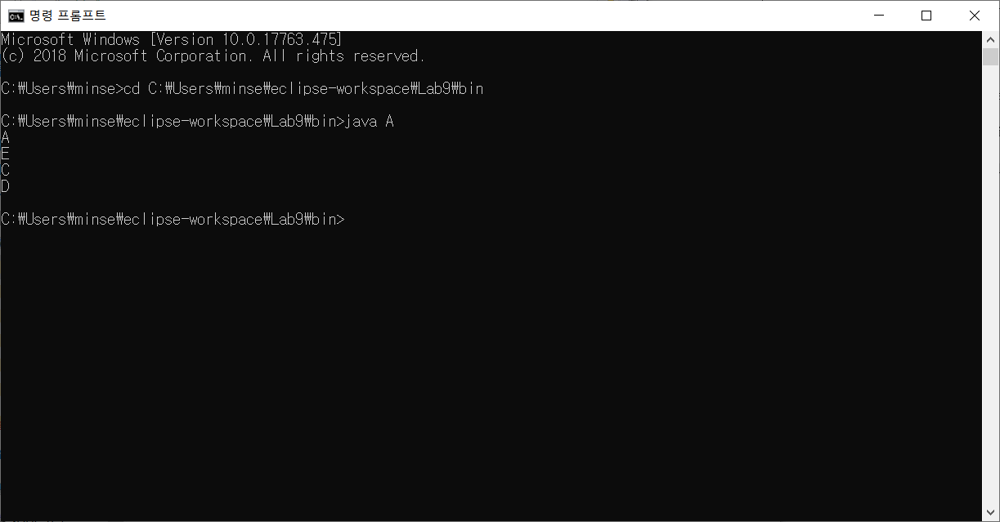 명령 프롬프트
Microsoft Windows [Version 10.0.17763.475]
(c) 2018 Microsoft Corporation. All rights reserved.
C:₩Users₩minse>cd C:₩Users₩minse₩eclipse-workspace₩Lab9₩bin
C:₩Users₩minse₩eclipse-workspace₩Lab9₩bin>java A
A
E
C
D
C:₩Users₩minse₩eclipse-workspace₩Lab9₩bin>